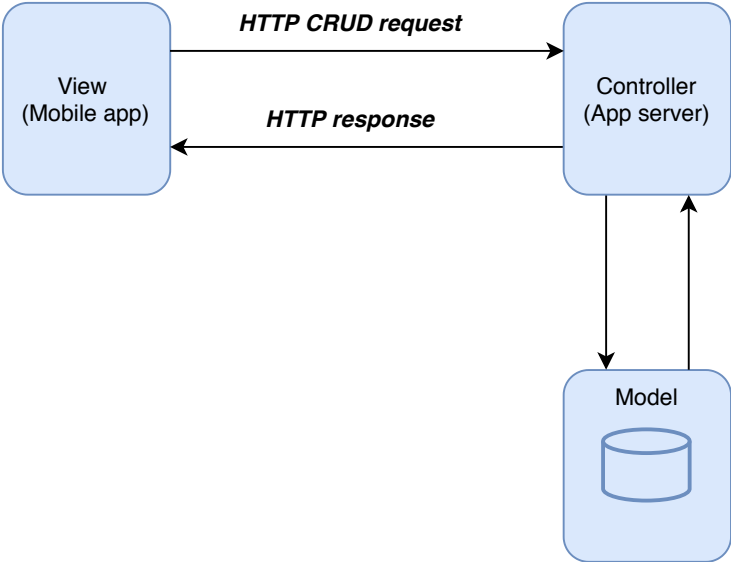 HTTP CRUD request
View
(Mobile app)
Controller
(App server)
HTTP response
Model